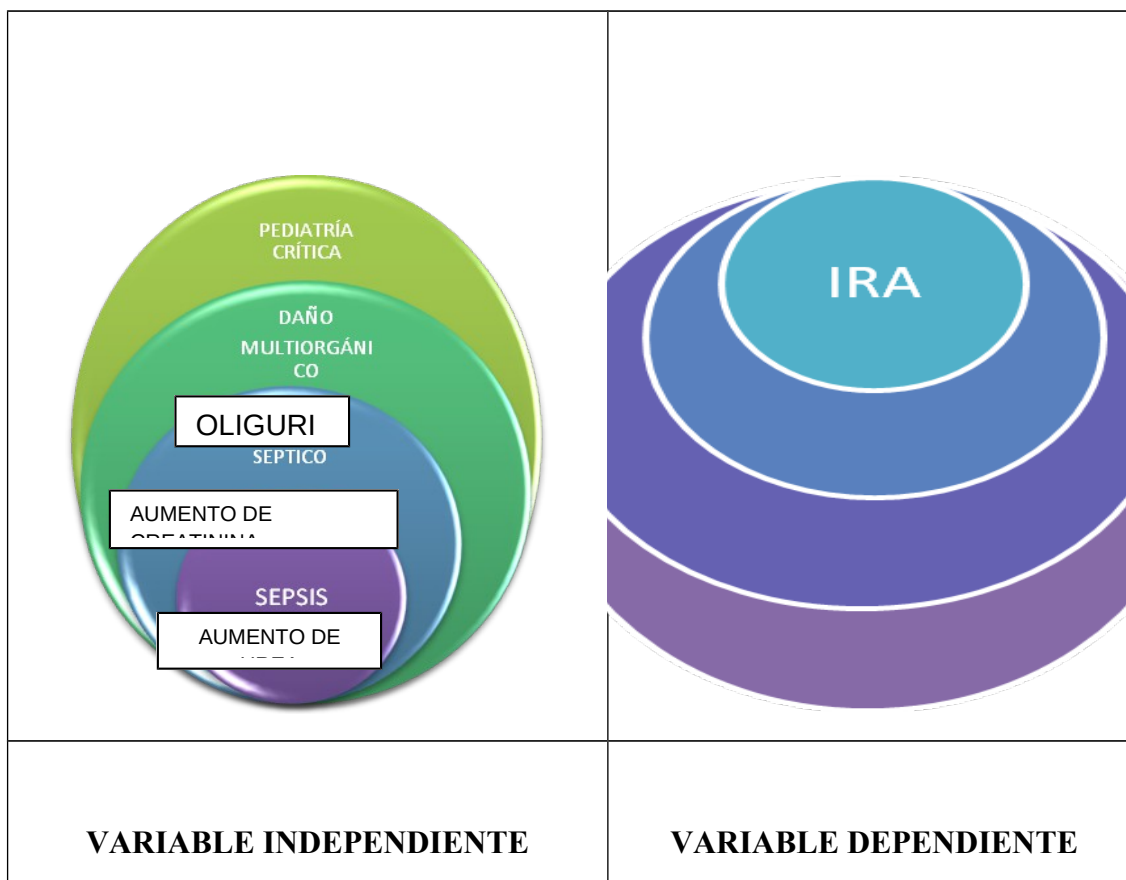 PEDIATRÍA
CRÍTICA
DAÑO
MULTIORGÁNI
CO
OLIGURI
SEPTICO
AUMENTO DE
SEPSIS
AUMENTO DE
IRA
VARIABLE INDEPENDIENTE
VARIABLE DEPENDIENTE